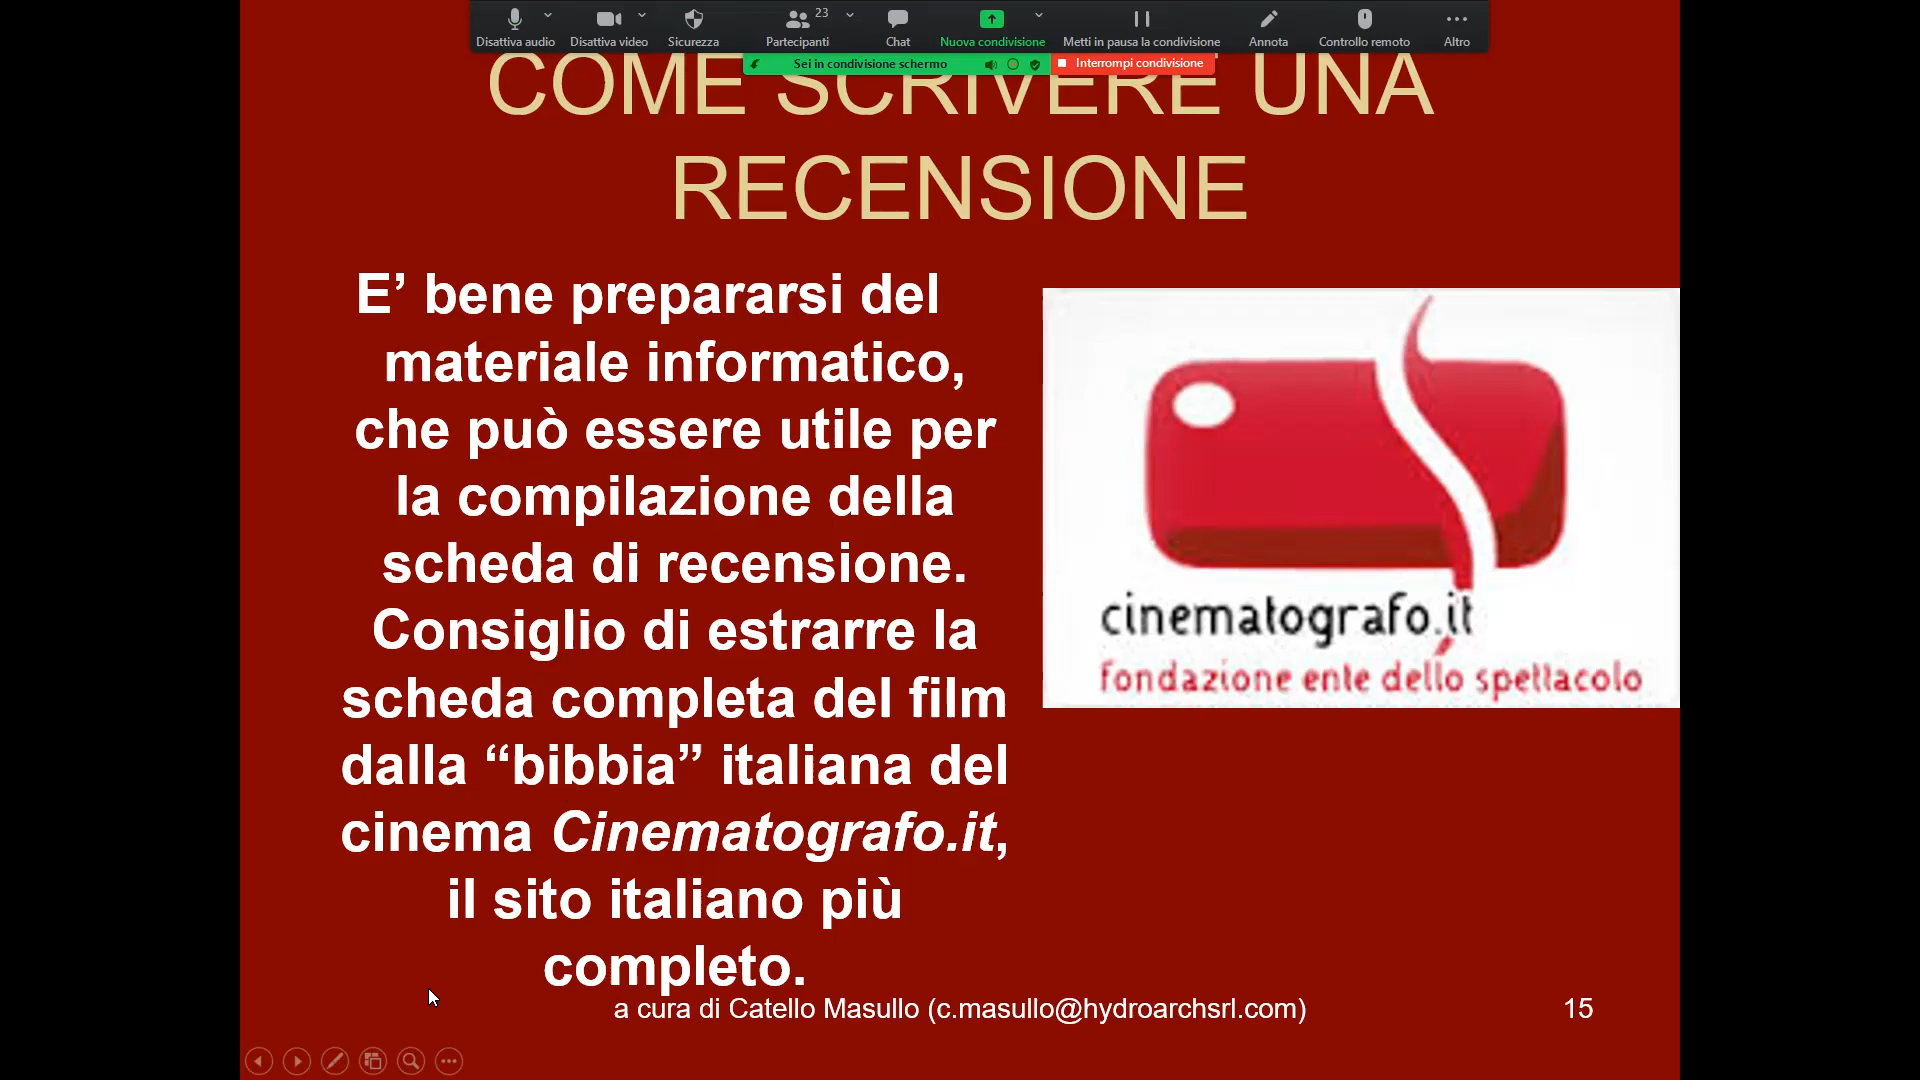 Disattiva audio
Disattiva video
Sicurezza
23
Partecipanti
Chat
Nuova condivisione
Metti in pausa la condivisione
Annota
Controllo remoto
Altro
Sei in condivisione schermo
Interrompi condivisione
COME SCRIVERE UNA
RECENSIONE
E’ bene prepararsi del
materiale informatico,
che può essere utile per
la compilazione della
scheda di recensione.
Consiglio di estrarre la
scheda completa del film
dalla “bibbia” italiana del
cinema Cinematografo.it,
il sito italiano più
completo.
cinematografo.it
fondazione ente dello spettacolo
a cura di Catello Masullo (c.masullo@hydroarchsrl.com)
15